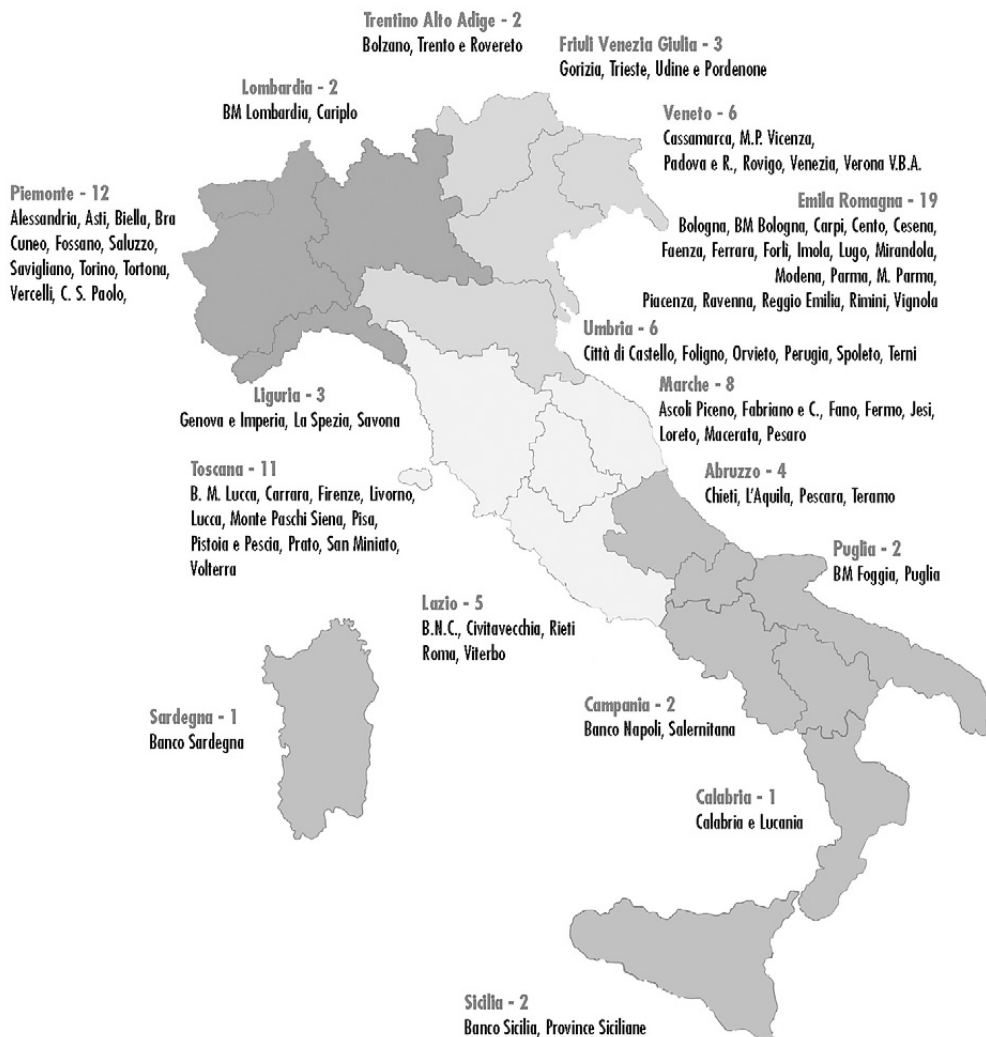 Trentino Alto Adige - 2
Bolzano, Trento e Rovereto
Friuli Venezia Giulia - 3
Gorizia, Trieste, Udine e Pordenone
Lombardia - 2
BM Lombardia, Cariplo
Veneto - 6
Cassamarca, M.P. Vicenza,
Padova e R., Rovigo, Venezia, Verona V.B.A.
Piemonte - 12
Alessandria, Asti, Biella, Bra
Cuneo, Fossano, Saluzzo,
Savigliano, Torino, Tortona,
Vercelli, C. S. Paolo,
Emila Romagna - 19
Bologna, BM Bologna, Carpi, Cento, Cesena,
Faenza, Ferrara, Forlì, Imola, Lugo, Mirandola,
Modena, Parma, M. Parma,
Piacenza, Ravenna, Reggio Emilia, Rimini, Vignola
Umbria - 6
Città di Castello, Foligno, Orvieto, Perugia, Spoleto, Terni
Liguria - 3
Genova e Imperia, La Spezia, Savona
Marche - 8
Ascoli Piceno, Fabriano e C., Fano, Fermo, Jesi,
Loreto, Macerata, Pesaro
Toscana - 11
B. M. Lucca, Carrara, Firenze, Livorno,
Lucca, Monte Paschi Siena, Pisa,
Pistoia e Pescia, Prato, San Miniato,
Volterra
Abruzzo - 4
Chieti, L'Aquila, Pescara, Teramo
Puglia - 2
BM Foggia, Puglia
Lazio - 5
B.N.C., Civitavecchia, Rieti
Roma, Viterbo
Sardegna - 1
Banco Sardegna
Campania - 2
Banco Napoli, Salernitana
Calabria - 1
Calabria e Lucania
Sicilia - 2
Banco Sicilia, Province Siciliane